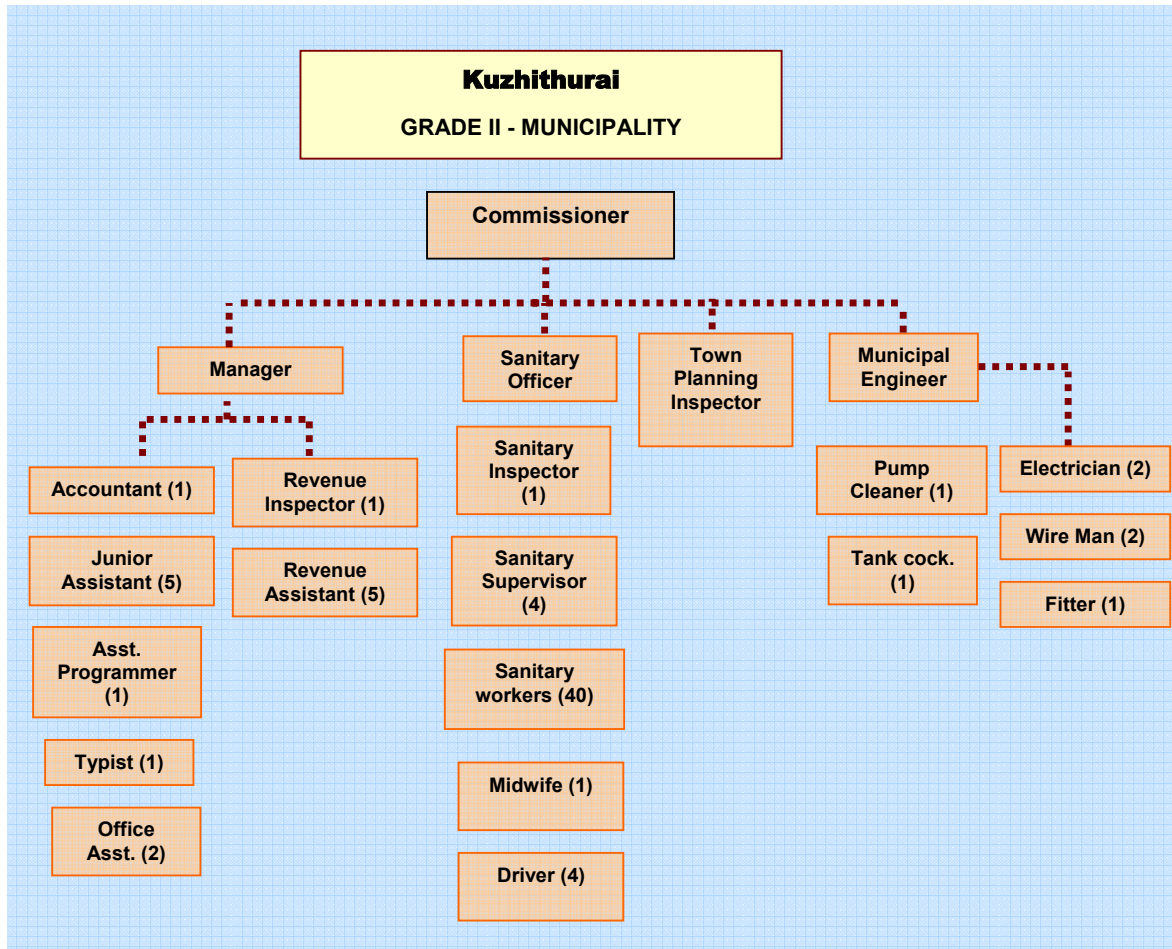 Kuzhithurai
GRADE II - MUNICIPALITY
Commissioner
Manager
Sanitary
Officer
Town
Planning
Inspector
Municipal
Engineer
Accountant (1)
Junior
Assistant (5)
Asst.
Programmer
(1)
Typist (1)
Office
Asst. (2)
Revenue
Inspector (1)
Revenue
Assistant (5)
Sanitary
Inspector
(1)
Sanitary
Supervisor
(4)
Sanitary
workers (40)
Midwife (1)
Driver (4)
Pump
Cleaner (1)
Tank cock.
(1)
Electrician (2)
Wire Man (2)
Fitter (1)